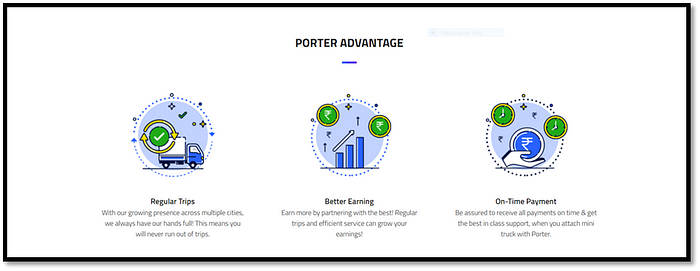 PORTER ADVANTAGE
₹
₹
₹
₹
₹
₹
Regular Trips
With our growing presence across multiple cities,
we always have our hands full! This means you
will never run out of trips.
Better Earning
Earn more by partnering with the best! Regular
trips and efficient service can grow your
earnings!
On-Time Payment
Be assured to receive all payments on time & get
the best in class support, when you attach mini
truck with Porter.